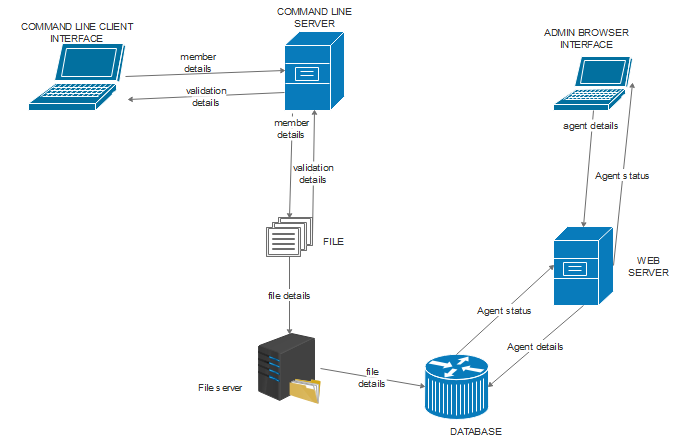 COMMAND LINE CLIENT
INTERFACE
COMMAND LINE
SERVER
ADMIN BROWSER
INTERFACE
member
details
validation
details
member
details
validation
details
agent details
Agent status
FILE
WEB
SERVER
file details
Agent status
Agent details
File server
file
details
DATABASE